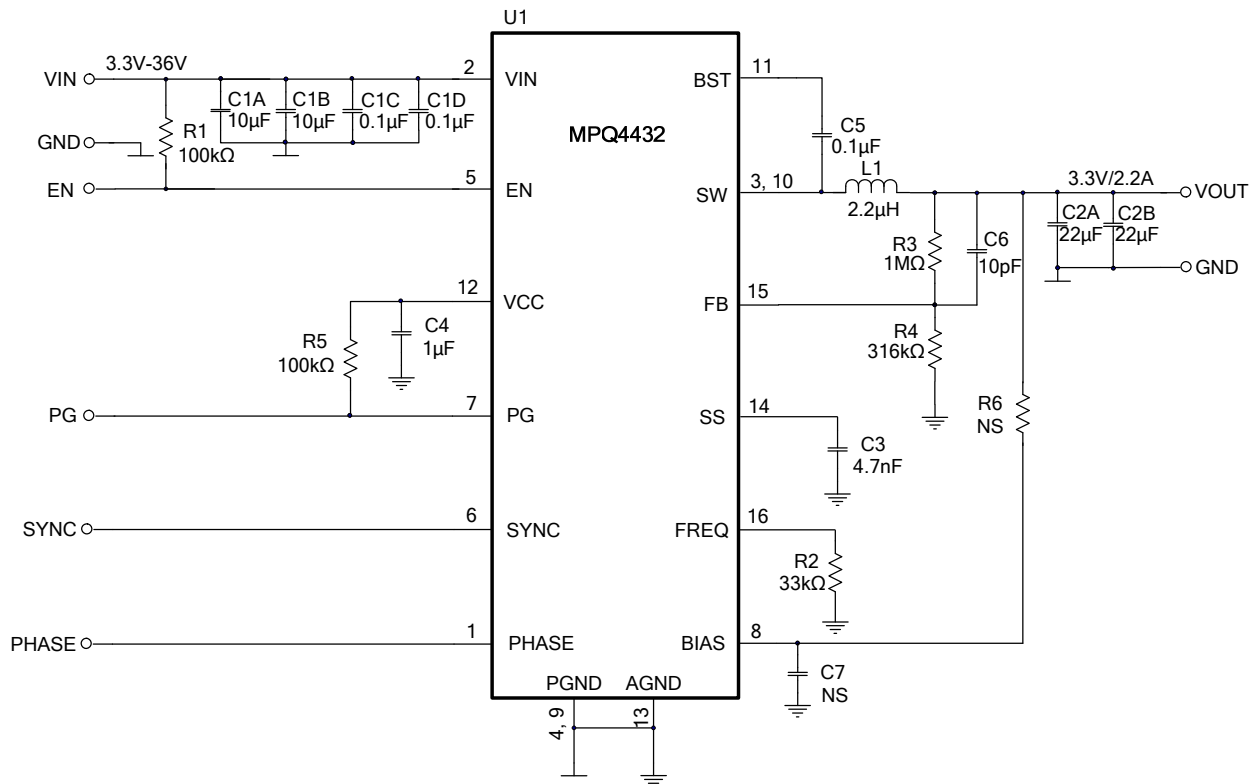 U1
VIN
3.3V-36V
2
VIN
BST
11
C1A
10µF
C1B
10µF
C1C
0.1µF
C1D
0.1µF
MPQ4432
C5
0.1µF
GND
R1
100kΩ
EN
5
EN
SW
3, 10
L1
2.2µH
3.3V/2.2A
VOUT
C2A
22µF
C2B
22µF
R3
1MΩ
C6
10pF
GND
12
VCC
FB
15
R5
100kΩ
C4
1µF
R4
316kΩ
PG
7
PG
SS
14
R6
NS
C3
4.7nF
SYNC
6
SYNC
FREQ
16
R2
33kΩ
PHASE
1
PHASE
BIAS
8
C7
NS
PGND
AGND
4, 9
13